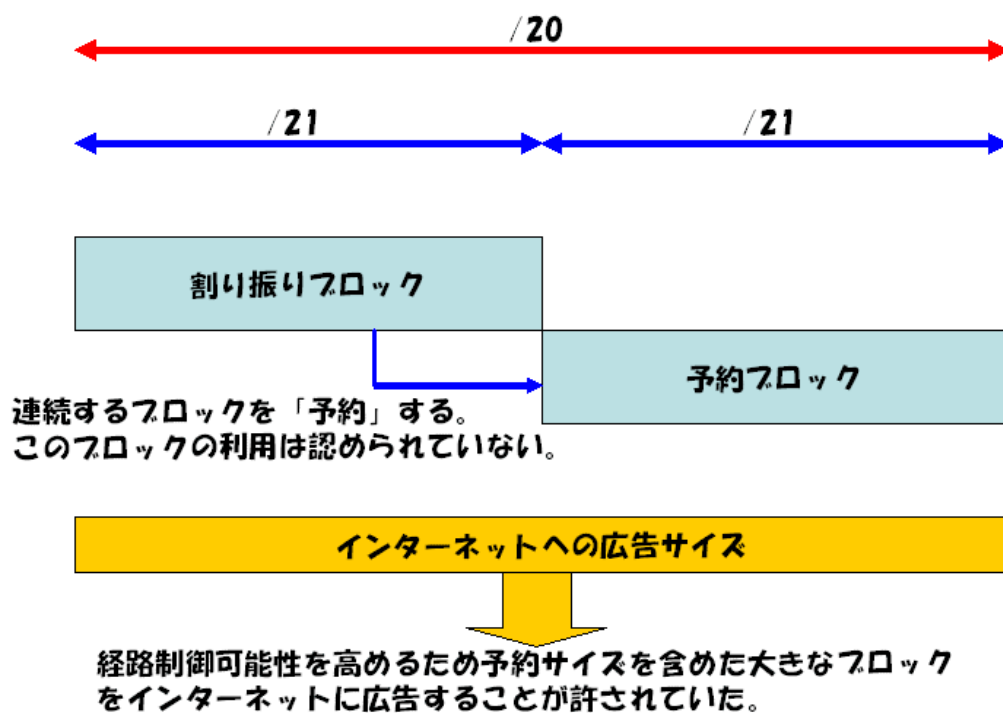 /20
/21
/21
割り振りブロック
予約ブロック
連続するブロックを「予約」する。
このブロックの利用は認められていない。
インターネットへの広告サイズ
経路制御可能性を高めるため予約サイズを含めた大きなブロック
をインターネットに広告することが許されていた。